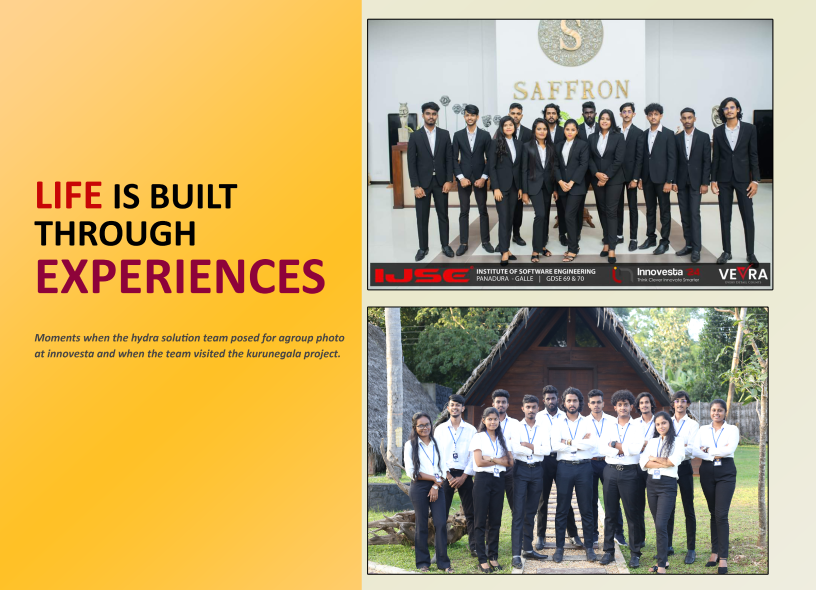 LIFE IS BUILT
THROUGH
EXPERIENCES
Moments when the hydra solution team posed for agroup photo
at innovesta and when the team visited the kurunegala project.
S
SAFFRON
IJSE
INSTITUTE OF SOFTWARE ENGINEERING
PANADURA - GALLE | GDSE 69 & 70
Innovesta
Think Clever Innovate Smarter
VEVRA